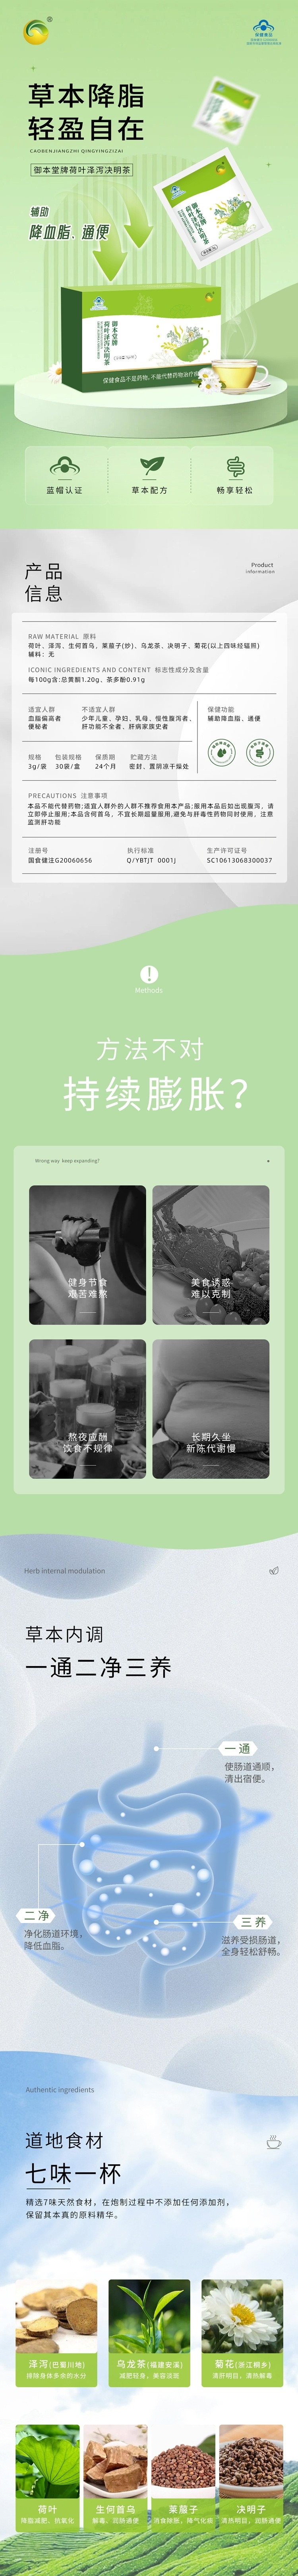 保健食品
草本降脂
轻盈自在
CAOBENJIANGZHI QINGYINGZIZAI
御本堂牌荷叶泽泻决明茶
辅助
降血脂、通便
御本堂牌
荷叶泽泻决明茶
御本堂牌
荷叶泽泻决明茶
保健食品不是药物,不能代替药物治疗疾病
蓝帽认证
草本配方
畅享轻松
产品
信息
Product
information
RAW MATERIAL 原料
荷叶、泽泻、生何首乌、莱菔子(炒)、乌龙茶、决明子、菊花(以上四味经辐照)
辅料：无
ICONIC INGREDIENTS AND CONTENT 标志性成分及含量
每100g含:总黄酮1.20g、茶多酚0.91g
适宜人群
血脂偏高者
便秘者
不适宜人群
少年儿童、孕妇、乳母、慢性腹泻者、
肝功能不全者、肝病家族史者
保健功能
辅助降血脂、通便
规格
3g/袋
包装规格
30袋/盒
保质期
24个月
贮藏方法
密封、置阴凉干燥处
PRECAUTIONS 注意事项
本品不能代替药物;适宜人群外的人群不推荐食用本产品;服用本品后如出现腹泻，请
立即停止服用;本品含何首乌，不宜长期超量服用,避免与肝毒性药物同时使用，注意
监测肝功能
注册号
国食健注G20060656
执行标准
Q/YBTJT 0001J
生产许可证号
SC10613068300037
Methods
方法不对
持续膨胀？
Wrong way. keep expanding?
健身节食
艰苦难熬
美食诱惑
难以克制
熬夜应酬
饮食不规律
长期久坐
新陈代谢慢
Herb internal modulation
草本内调
一通二净三养
一通
使肠道通顺，
清出宿便。
二净
净化肠道环境，
降低血脂。
三养
滋养受损肠道，
全身轻松舒畅。
Authentic ingredients
道地食材
七味一杯
精选7味天然食材，在炮制过程中不添加任何添加剂，
保留其本真的原料精华。
泽泻(巴蜀川地)
排除身体多余的水分
乌龙茶(福建安溪)
减肥轻身，美容洁斑
菊花(浙江桐乡)
清肝明目，清热解毒
荷叶
降脂减肥、抗氧化
生何首乌
解毒，润肠通便
莱菔子
消食除胀，降气化痰
决明子
清热明目，润肠通便